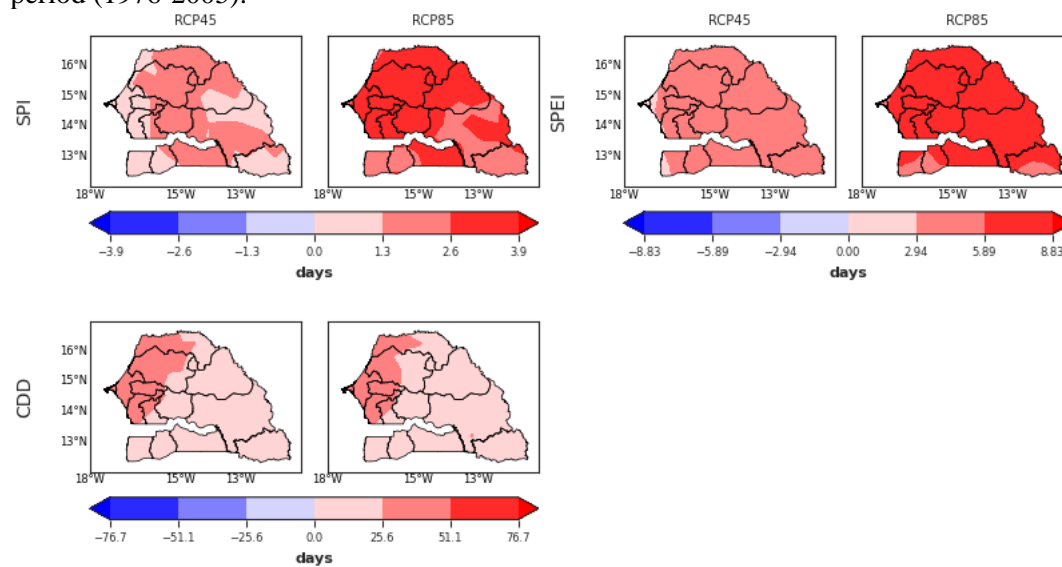 period (1976-2005).
RCP45 RCP85 RCP45 RCP85
SPI
16°N
15°N
14°N
13°N
18°W 15°W 13°W 18°W 15°W 13°W
−3.9 −2.6 −1.3 0.0 1.3 2.6 3.9
days
SPEI
16°N
15°N
14°N
13°N
18°W 15°W 13°W 18°W 15°W 13°W
−8.83 −5.89 −2.94 0.00 2.94 5.89 8.83
days
CDD
16°N
15°N
14°N
13°N
18°W 15°W 13°W 18°W 15°W 13°W
−76.7 −51.1 −25.6 0.0 25.6 51.1 76.7
days